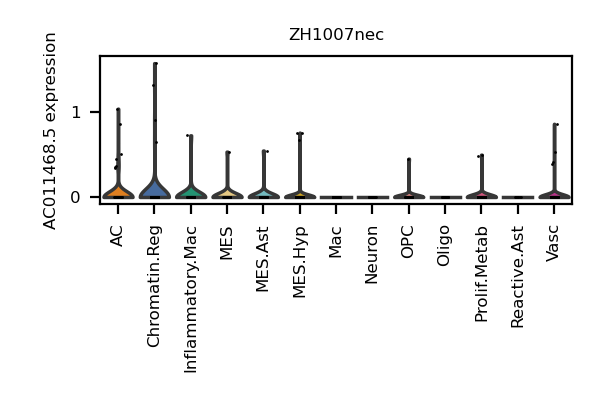 ZH1007nec
AC011468.5 expression
1
0
AC
Chromatin.Reg
Inflammatory.Mac
MES
MES.Ast
MES.Hyp
Mac
Neuron
OPC
Oligo
Prolif.Metab
Reactive.Ast
Vasc